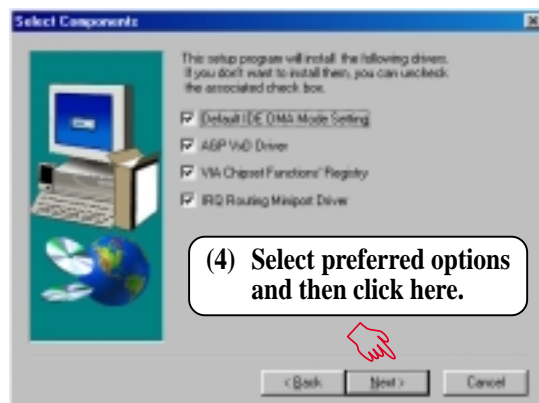 Select Components
This setup program will install the following drivers.
If you don't want to install them, you can uncheck
the associated check box.
Default IDE DMA Mode Setting
AGP VxD Driver
VIA Chipset Functions' Registry
IRQ Routing Miniport Driver
(4) Select preferred options
and then click here.
< Back
Next >
Cancel